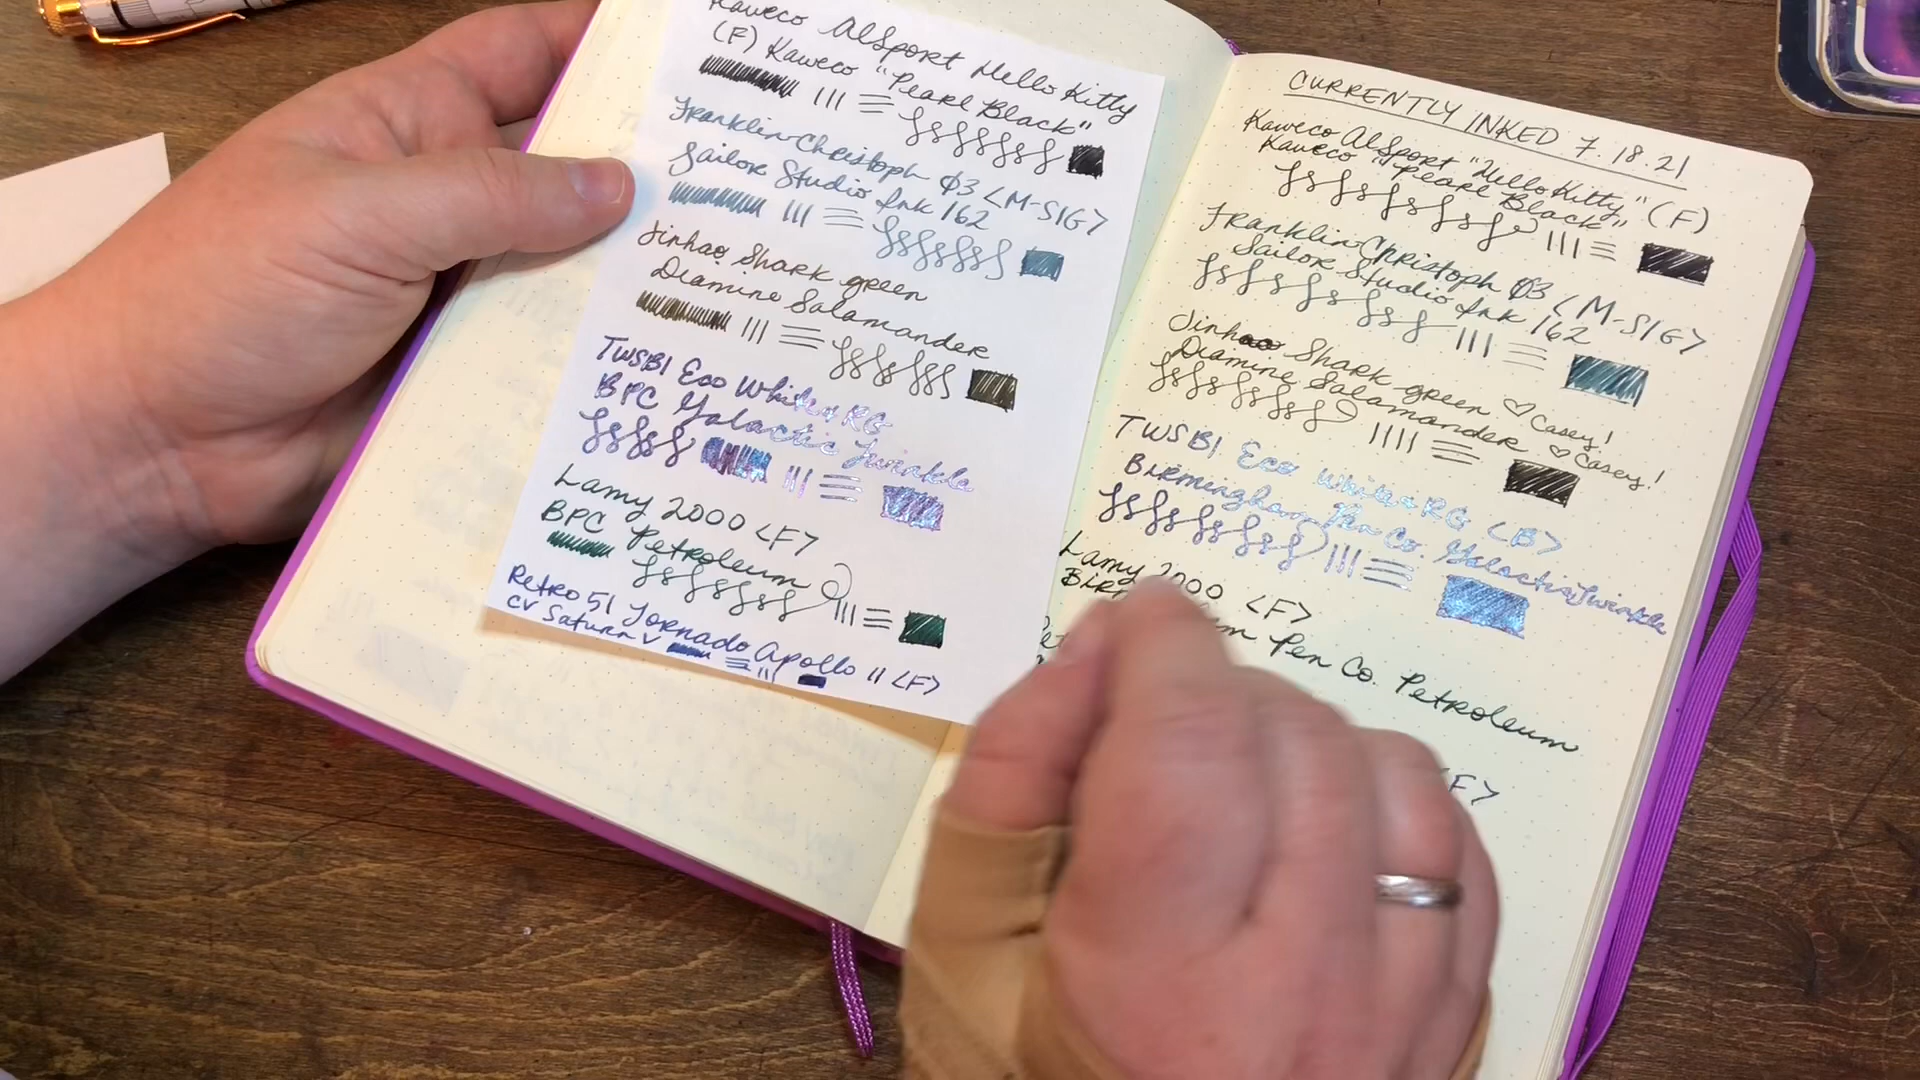 Kaweco AlSport Hello Kitty
(F) Kaweco "Pearl Black"
Franklin-Christoph 03 <M-SIG>
Sailor Studio Ink 162
Jinhao Shark green
Diamine Salamander
TWSBI Eco White & RG
BPC Galactic Twinkle
Lamy 2000 <F>
BPC Petroleum
Retro 51 Tornado Apollo 11 <F>
CV Saturn V
CURRENTLY INKED 7.18.21
Kaweco AlSport "Hello Kitty" (F)
Kaweco "Pearl Black"
Franklin-Christoph 03 <M-SIG>
Sailor Studio Ink 162
Jinhao Shark green ♡ Casey!
Diamine Salamander ♡ Casey!
TWSBI Eco White & RG <B>
Birmingham Pen Co. Galactic Twinkle
Lamy 2000 <F>
Pen Co. Petroleum
F>